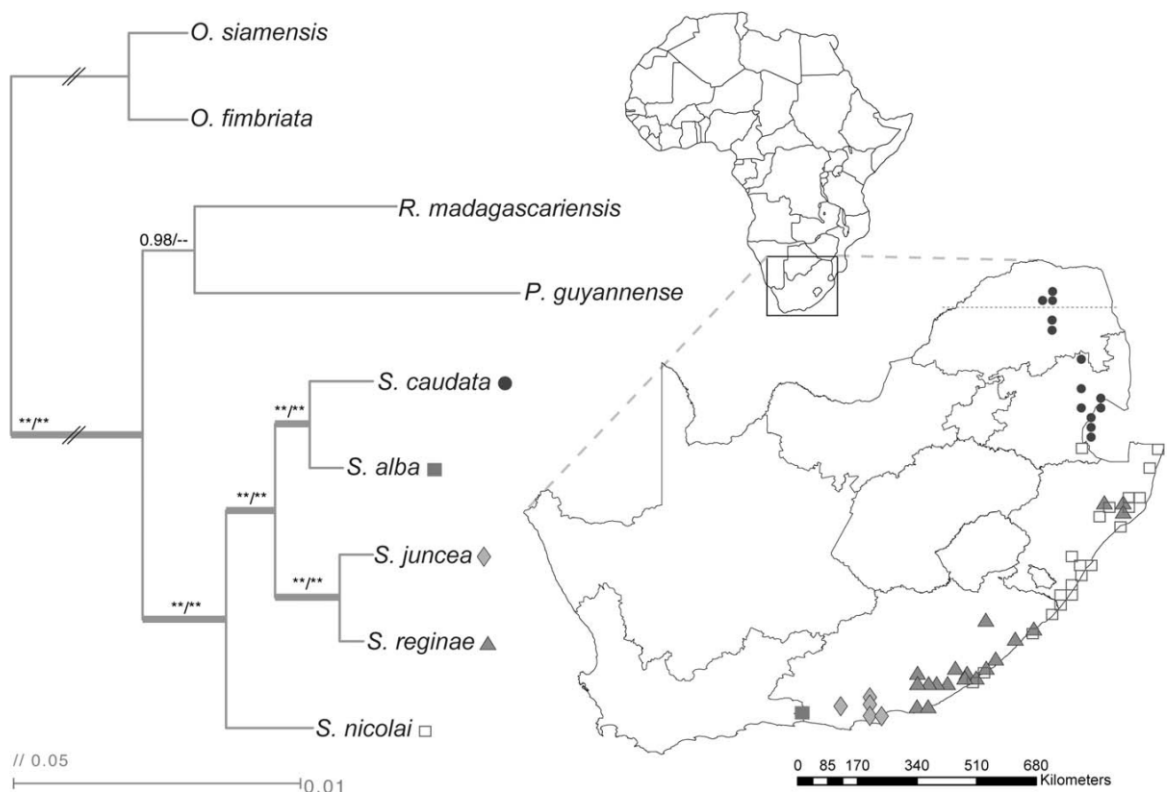 O. siamensis
O. fimbriata
R. madagascariensis
0.98/--
P. guyannense
S. caudata
**/**
S. alba
**/**
**/**
S. juncea
**/**
S. reginae
**/**
S. nicolai
// 0.05
0.01
0 85 170 340 510 680
Kilometers